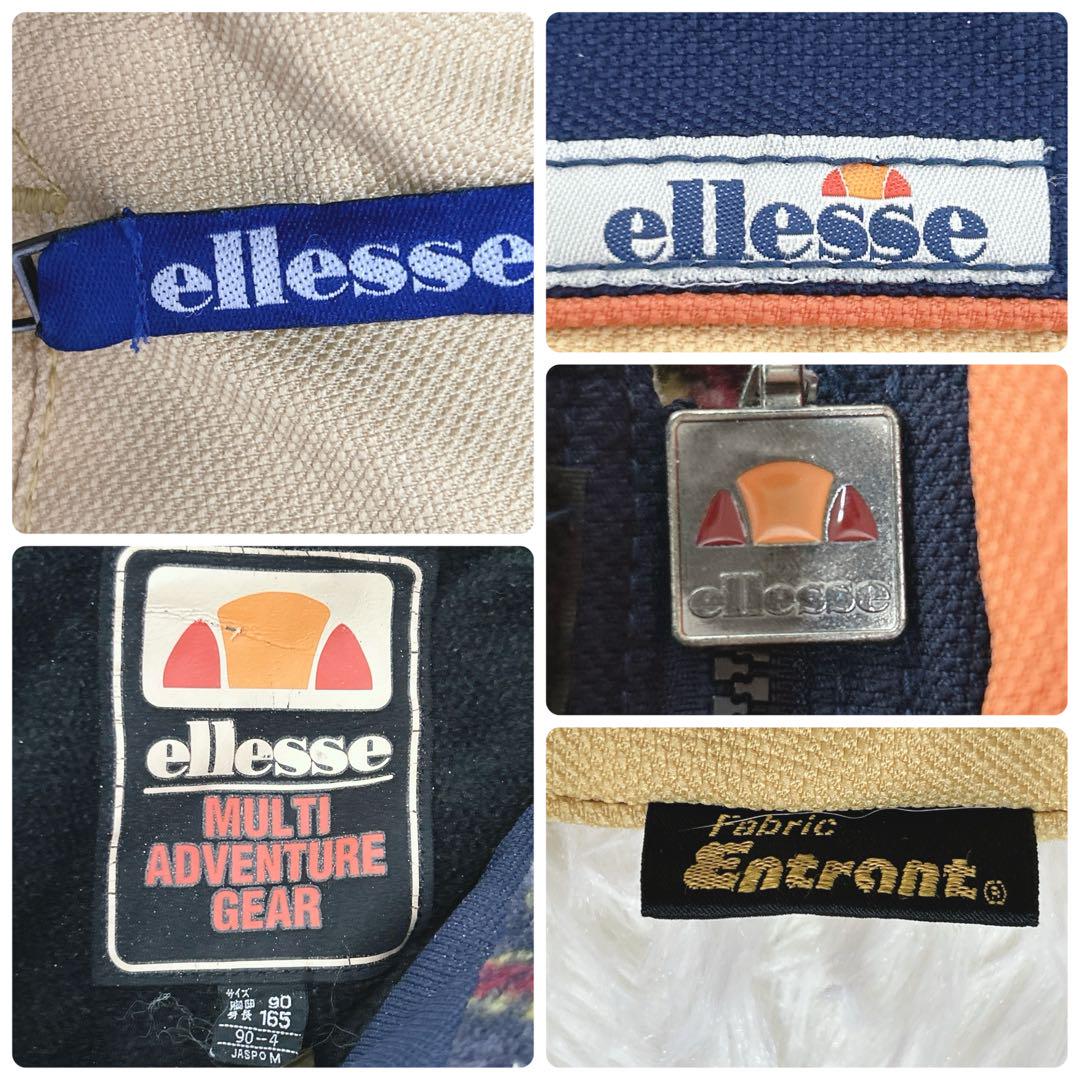 ellesse
ellesse
ellesse
ellesse
MULTI
ADVENTURE
GEAR
サイズ
胸囲 90
身長 165
90-4
JASPO M
Fabric
Entrant®